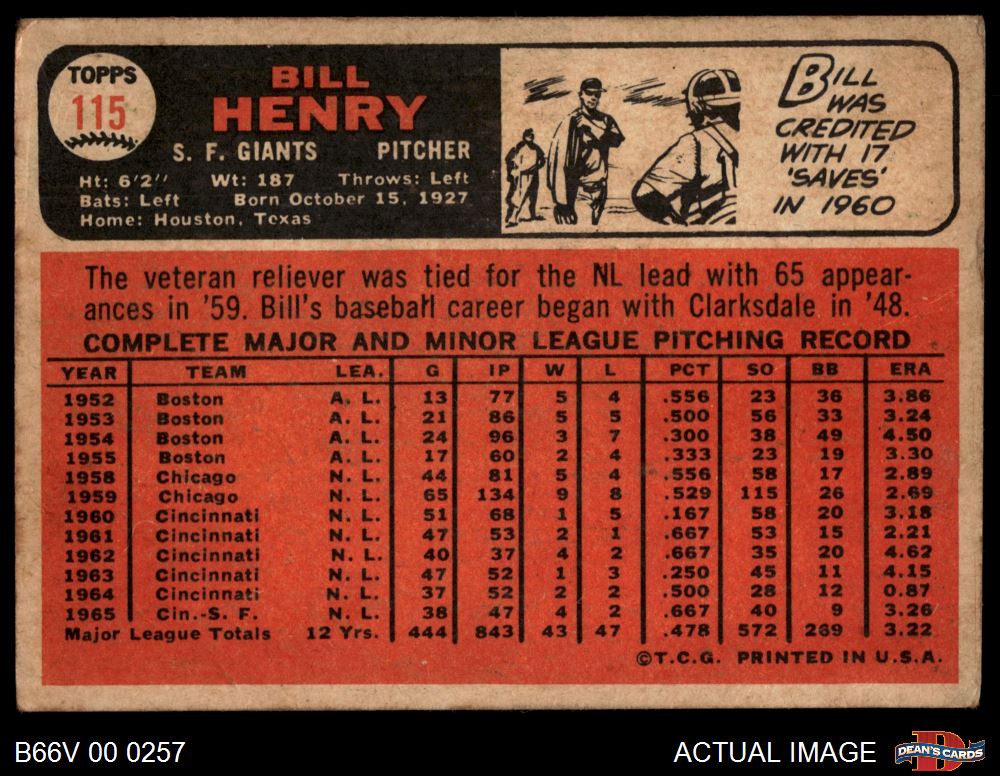 TOPPS
115
BILL
HENRY
S. F. GIANTS PITCHER
Ht: 6'2" Wt: 187 Throws: Left
Bats: Left Born October 15, 1927
Home: Houston, Texas
BILL
WAS
CREDITED
WITH 17
'SAVES'
IN 1960
The veteran reliever was tied for the NL lead with 65 appear-
ances in '59. Bill's baseball career began with Clarksdale in '48.
COMPLETE MAJOR AND MINOR LEAGUE PITCHING RECORD
YEAR TEAM LEA. G IP W L PCT SO BB ERA
1952 Boston A. L. 13 77 5 4 .556 23 36 3.86
1953 Boston A. L. 21 86 5 5 .500 56 33 3.24
1954 Boston A. L. 24 96 3 7 .300 38 49 4.50
1955 Boston A. L. 17 60 2 4 .333 23 19 3.30
1958 Chicago N. L. 44 81 5 4 .556 58 17 2.89
1959 Chicago N. L. 65 134 9 8 .529 115 26 2.69
1960 Cincinnati N. L. 51 68 1 5 .167 58 20 3.18
1961 Cincinnati N. L. 47 53 2 1 .667 53 15 2.21
1962 Cincinnati N. L. 40 37 4 2 .667 35 20 4.62
1963 Cincinnati N. L. 47 52 1 3 .250 45 11 4.15
1964 Cincinnati N. L. 37 52 2 2 .500 28 12 0.87
1965 Cin.-S. F. N. L. 38 47 4 2 .667 40 9 3.26
Major League Totals 12 Yrs. 444 843 43 47 .478 572 269 3.22
©T.C.G. PRINTED IN U.S.A.
B66V 00 0257 ACTUAL IMAGE D DEAN'S CARDS